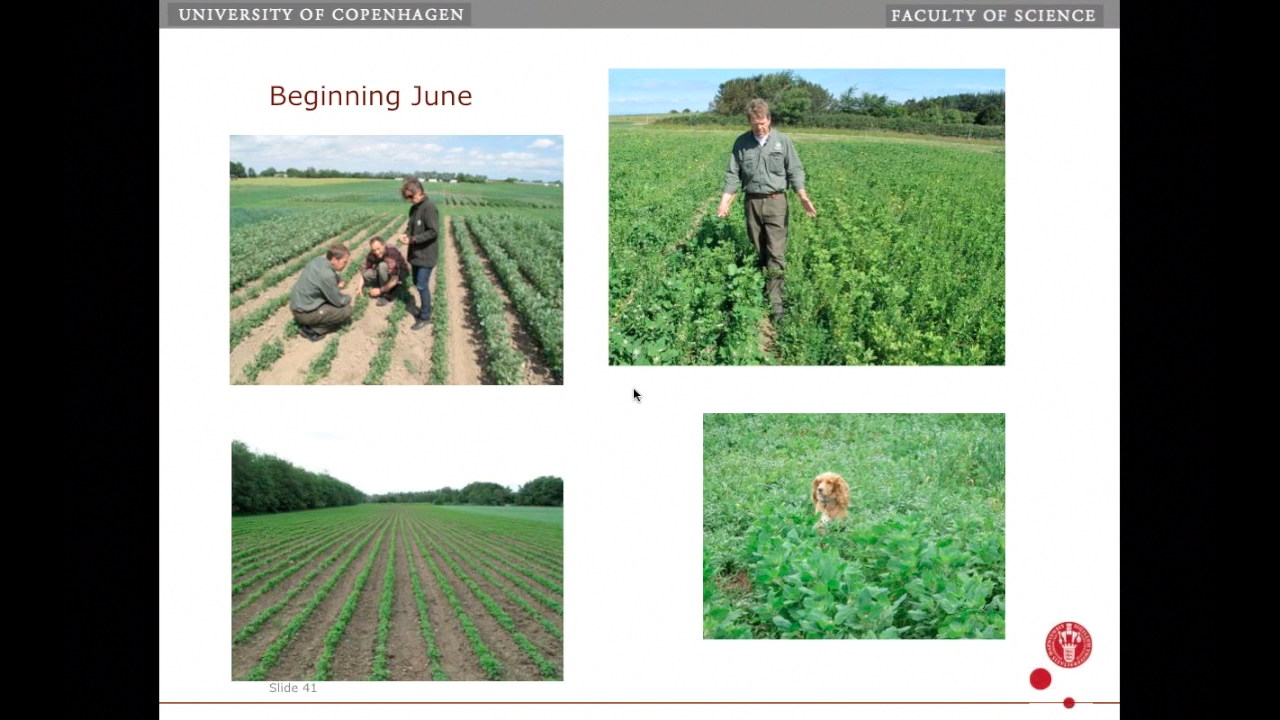 UNIVERSITY OF COPENHAGEN
FACULTY OF SCIENCE
Beginning June
Slide 41